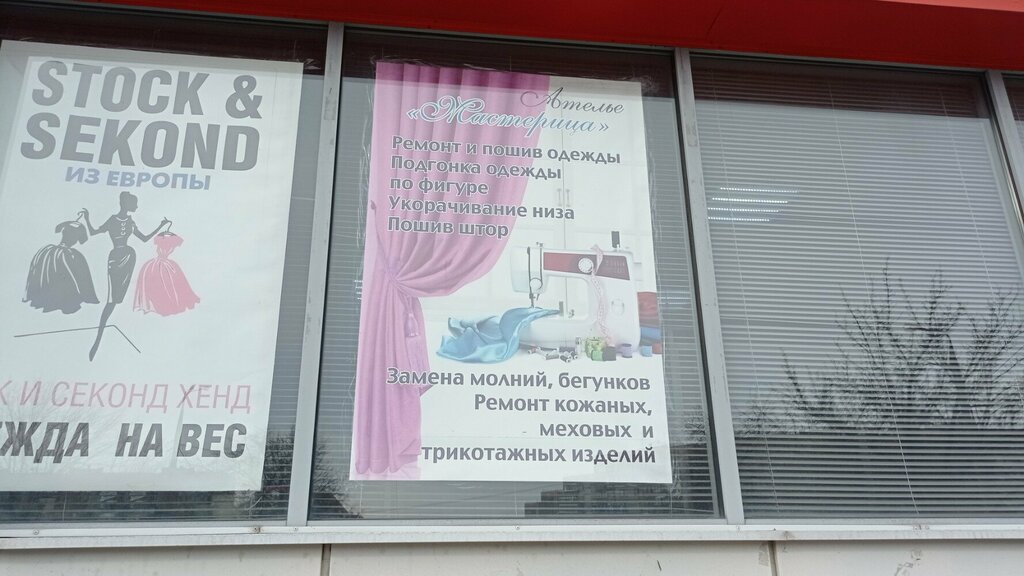 STOCK &
SEKOND
ИЗ ЕВРОПЫ
К И СЕКОНД ХЕНД
ЖДА НА ВЕС
Ателье
«Мастерица»
Ремонт и пошив одежды
Подгонка одежды
по фигуре
Укорачивание низа
Пошив штор
Замена молний, бегунков
Ремонт кожаных,
меховых и
трикотажных изделий